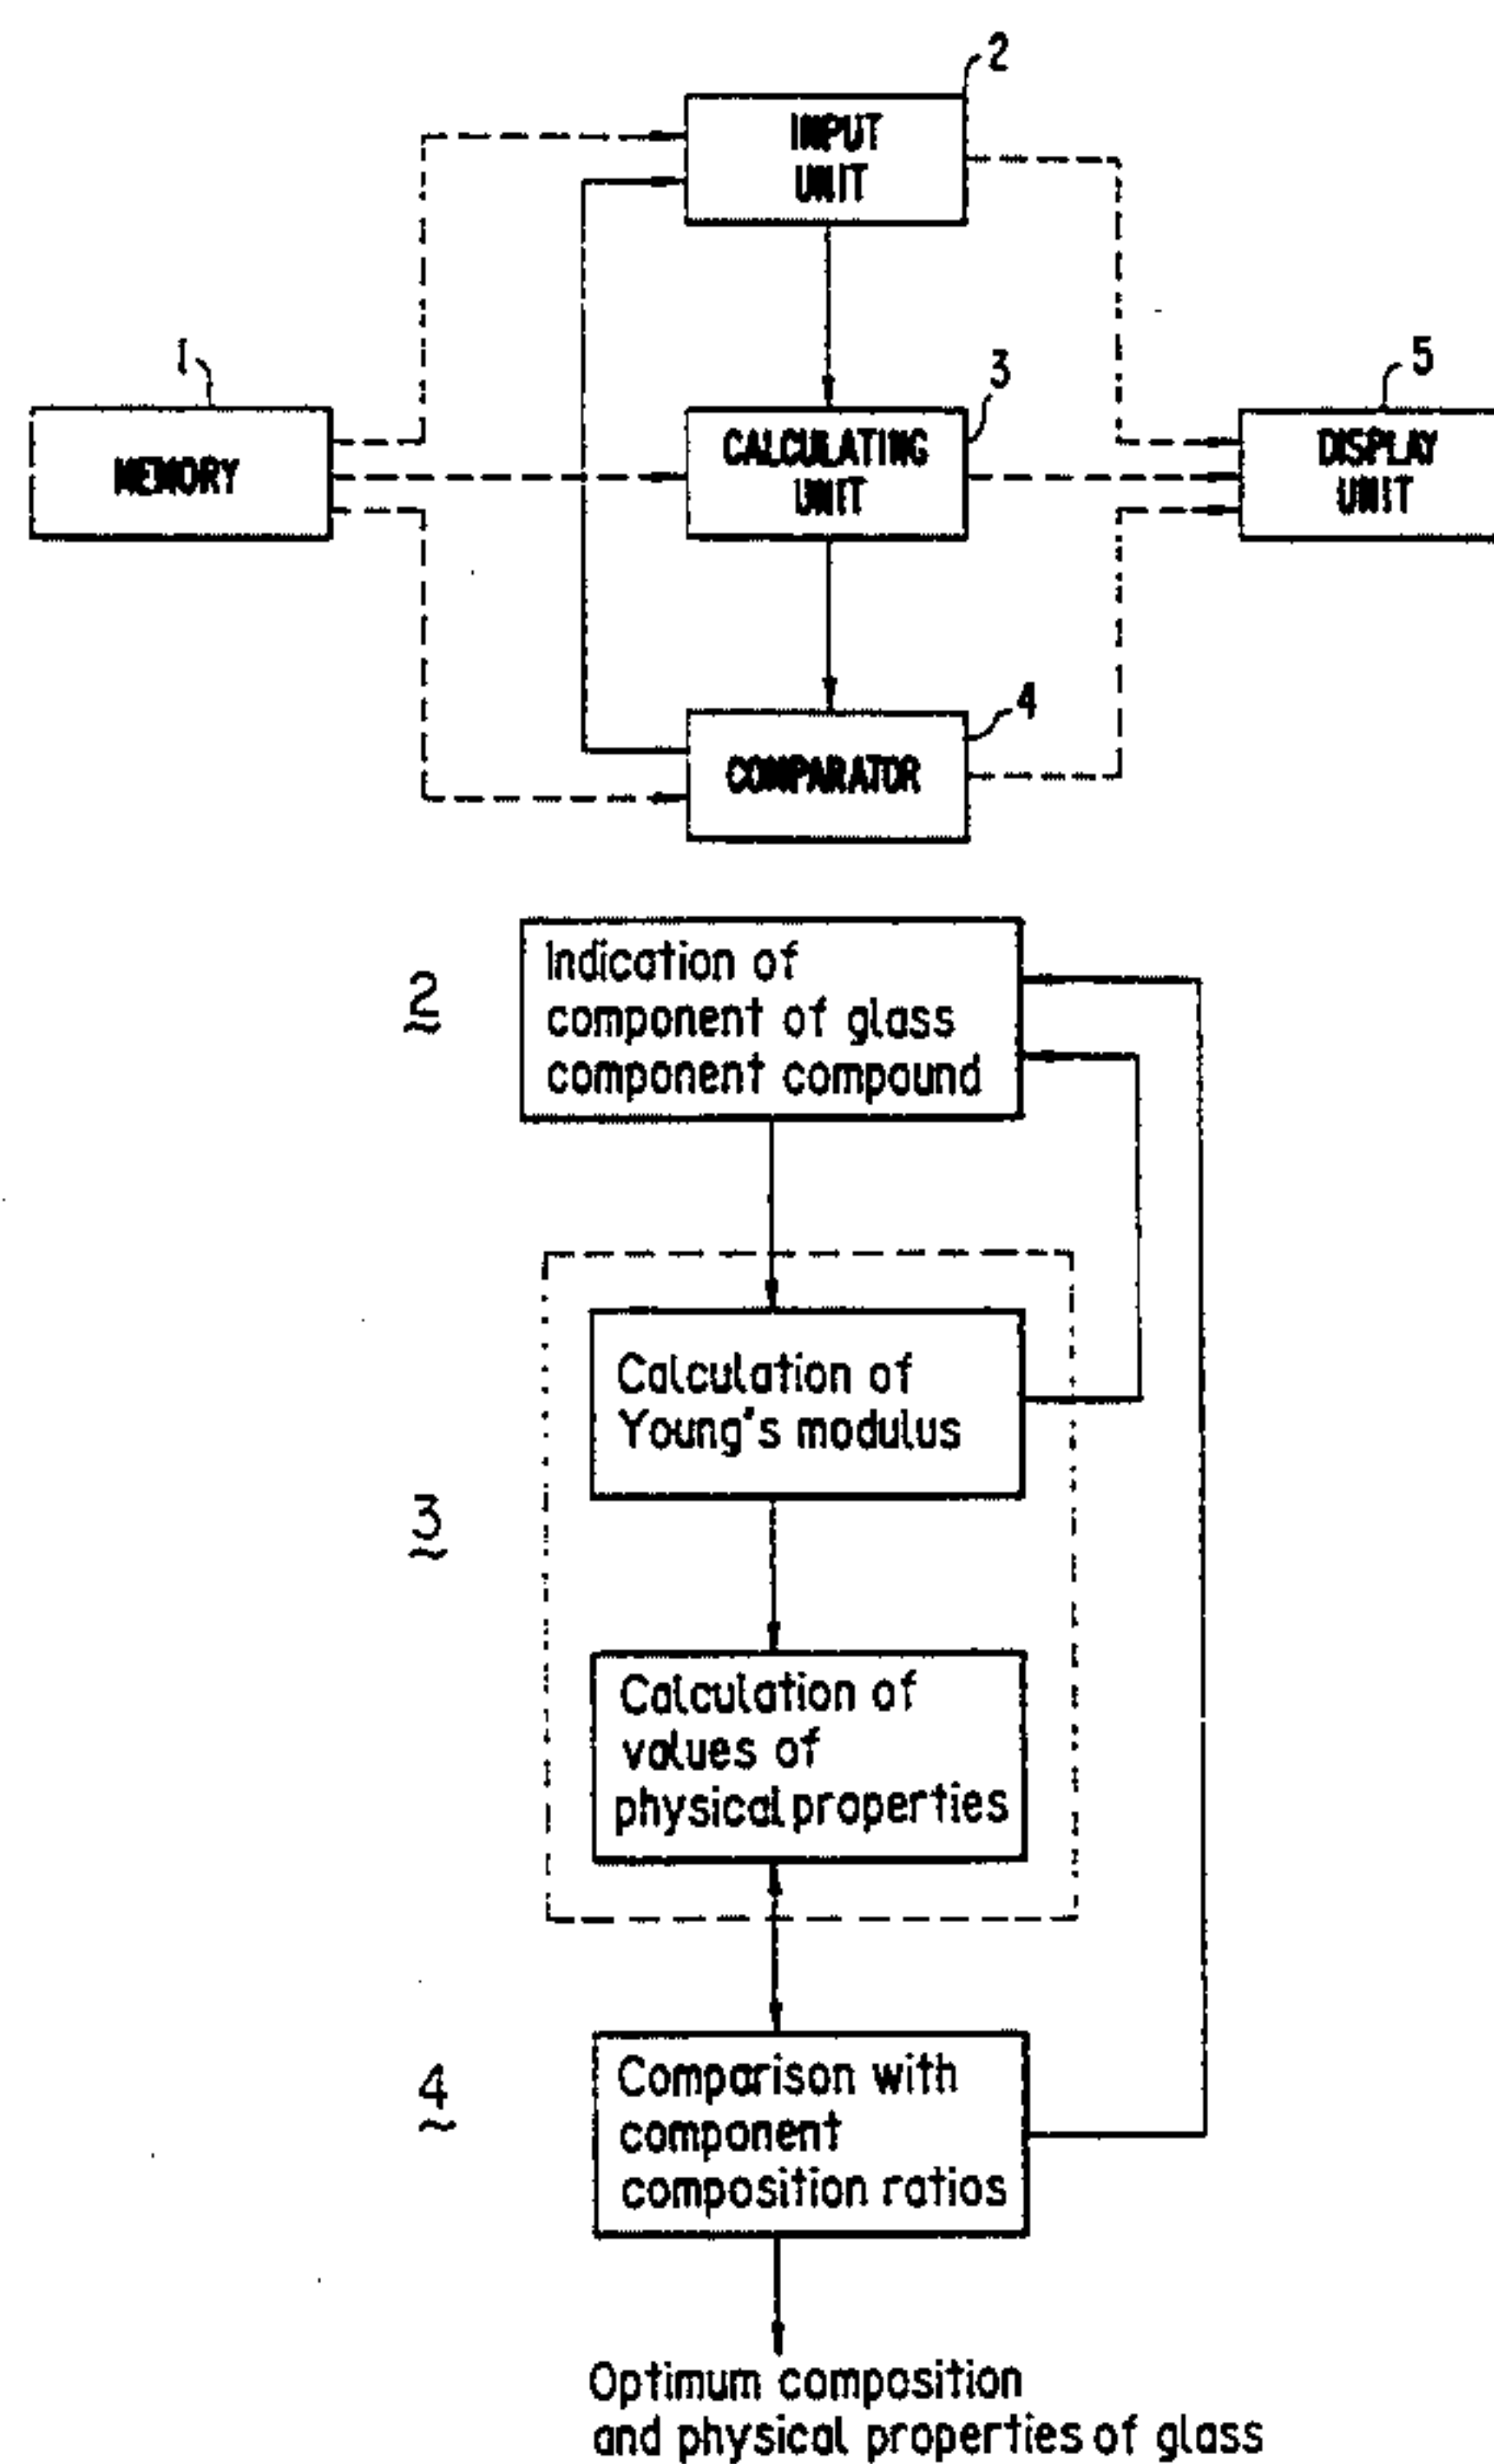 2
INPUT
UNIT
1
MEMORY
3
CALCULATING
UNIT
5
DISPLAY
UNIT
4
COMPARATOR
2
Indication of
component of glass
component compound
3
Calculation of
Young's modulus
Calculation of
values of
physical properties
4
Comparison with
component
composition ratios
Optimum composition
and physical properties of glass